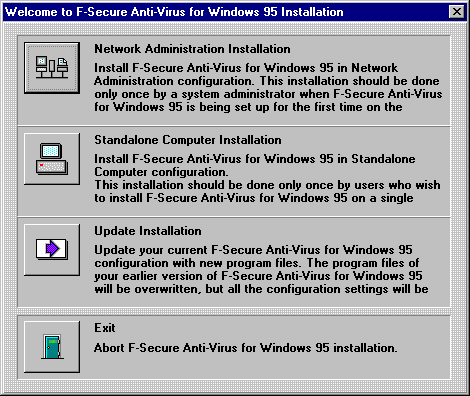 Welcome to F-Secure Anti-Virus for Windows 95 Installation
Network Administration Installation
Install F-Secure Anti-Virus for Windows 95 in Network
Administration configuration. This installation should be done
only once by a system administrator when F-Secure Anti-Virus
for Windows 95 is being set up for the first time on the
Standalone Computer Installation
Install F-Secure Anti-Virus for Windows 95 in Standalone
Computer configuration.
This installation should be done only once by users who wish
to install F-Secure Anti-Virus for Windows 95 on a single
Update Installation
Update your current F-Secure Anti-Virus for Windows 95
configuration with new program files. The program files of
your earlier version of F-Secure Anti-Virus for Windows 95
will be overwritten, but all the configuration settings will be
Exit
Abort F-Secure Anti-Virus for Windows 95 installation.